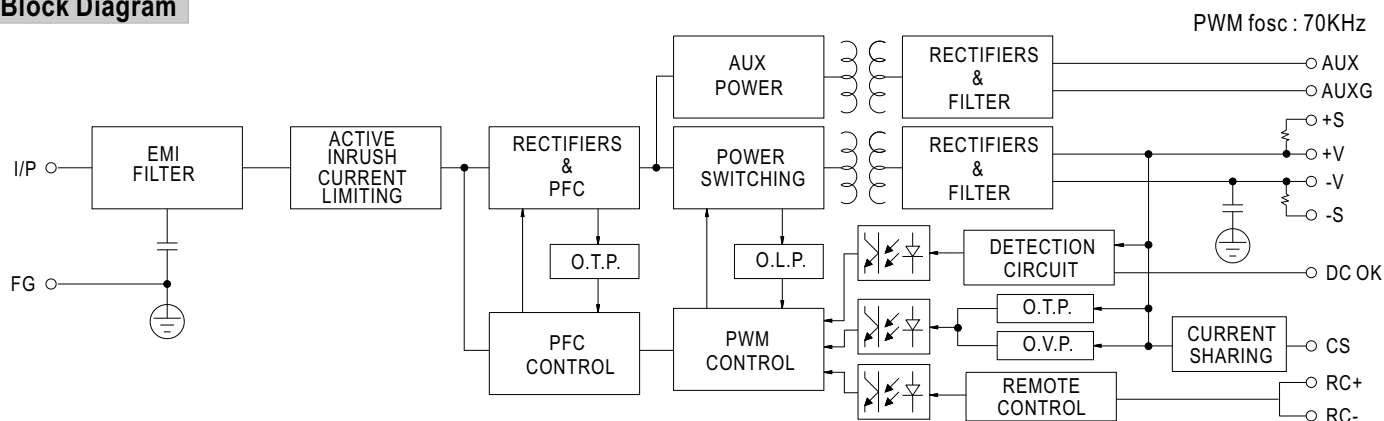 Block Diagram
PWM fosc : 70KHz
AUX
POWER
RECTIFIERS
&
FILTER
AUX
AUXG
I/P
EMI
FILTER
ACTIVE
INRUSH
CURRENT
LIMITING
RECTIFIERS
&
PFC
POWER
SWITCHING
RECTIFIERS
&
FILTER
+S
+V
-V
-S
FG
O.T.P.
O.L.P.
DETECTION
CIRCUIT
DC OK
PFC
CONTROL
PWM
CONTROL
O.T.P.
O.V.P.
CURRENT
SHARING
CS
REMOTE
CONTROL
RC+
RC-